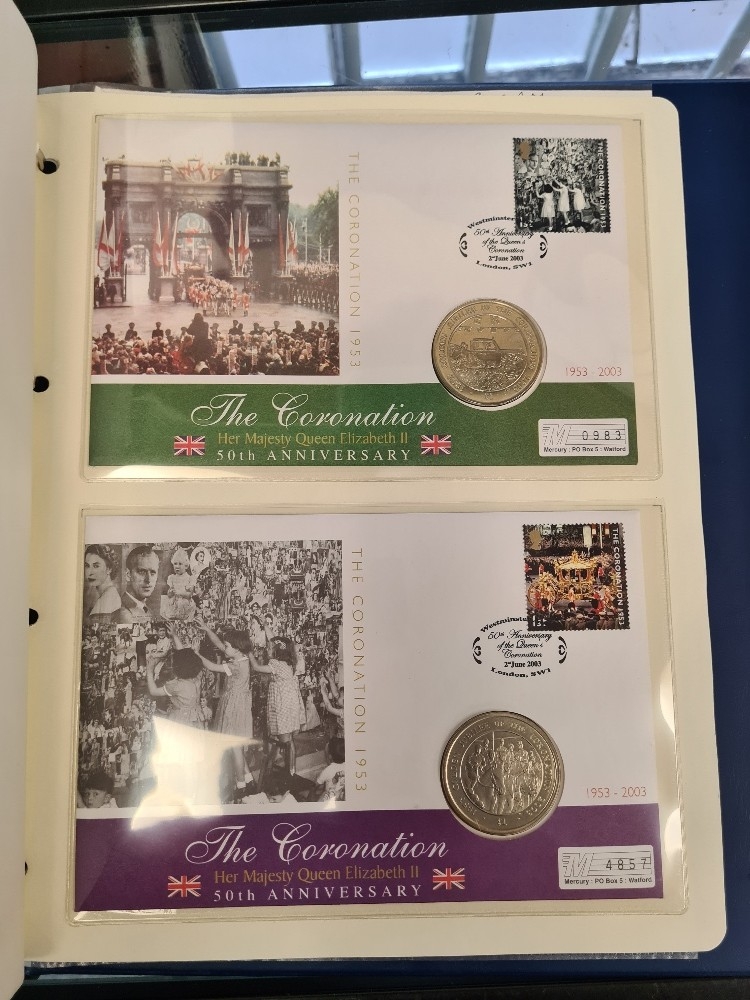 THE CORONATION 1953
THE CORONATION 1953
Westminster
50th Anniversary
of the Queen's
Coronation
2nd June 2003
London, SW1
1953 - 2003
The Coronation
Her Majesty Queen Elizabeth II
50th ANNIVERSARY
M 0983
Mercury : PO Box 5 : Watford
THE CORONATION 1953
THE CORONATION 1953
1st
Westminster
50th Anniversary
of the Queen's
Coronation
2nd June 2003
London, SW1
$1
1953 - 2003
The Coronation
Her Majesty Queen Elizabeth II
50th ANNIVERSARY
M 4857
Mercury : PO Box 5 : Watford